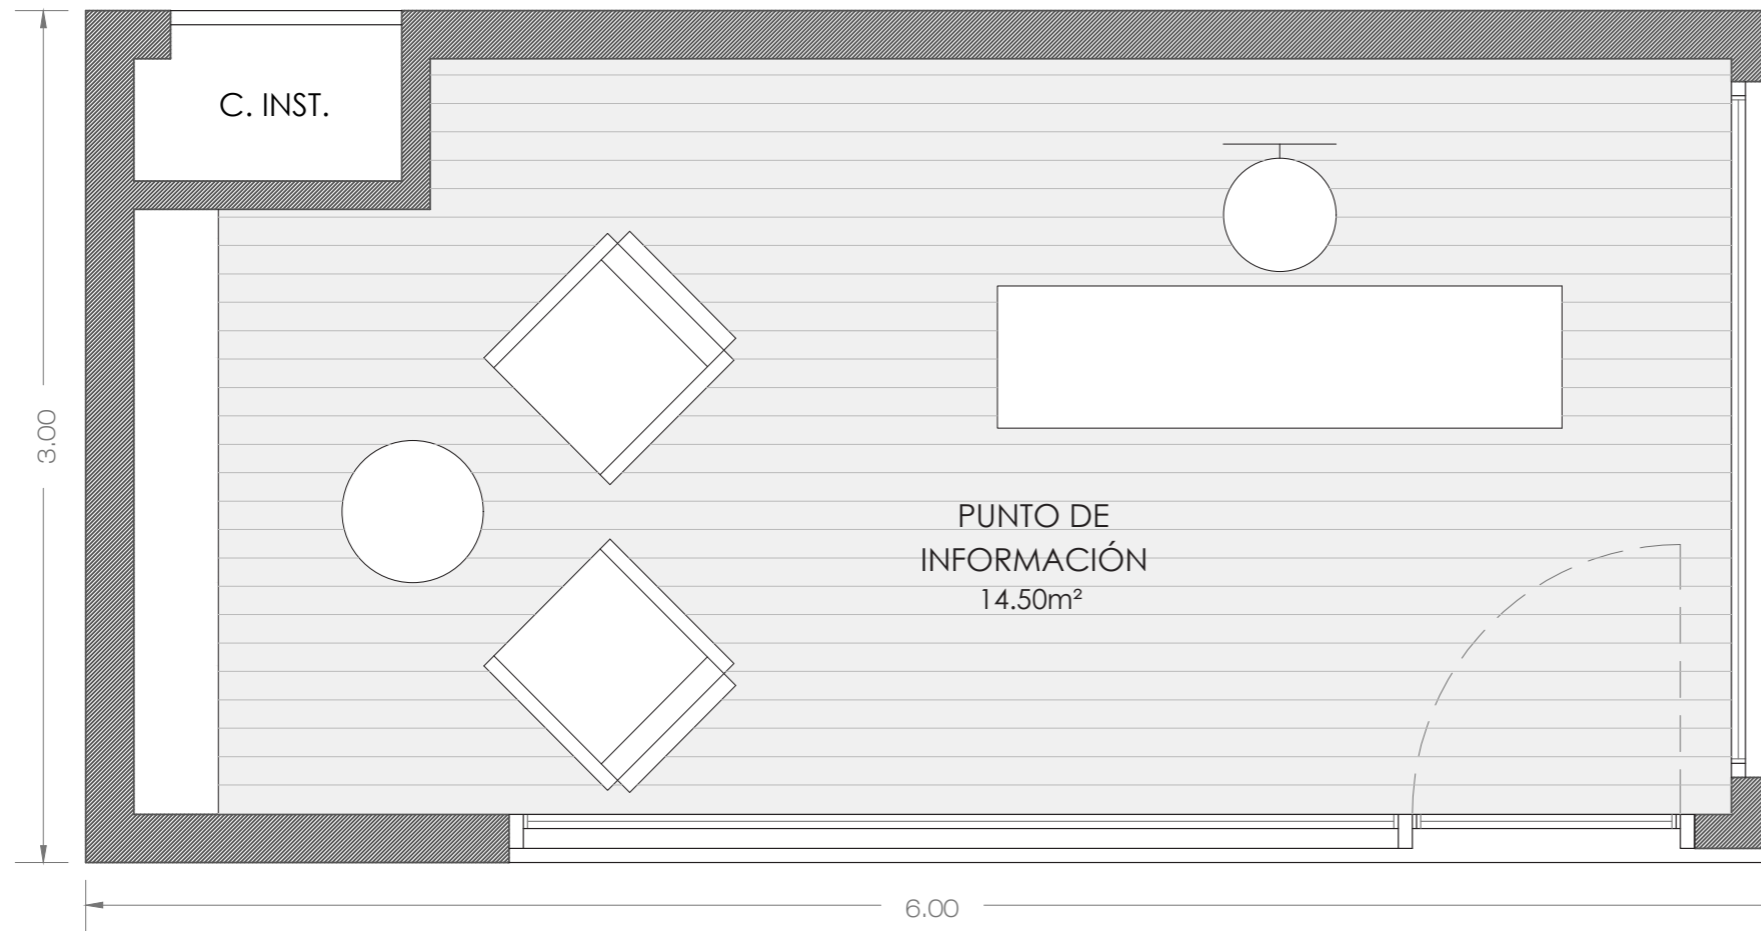 C. INST.
3.00
PUNTO DE
INFORMACIÓN
14.50m²
6.00